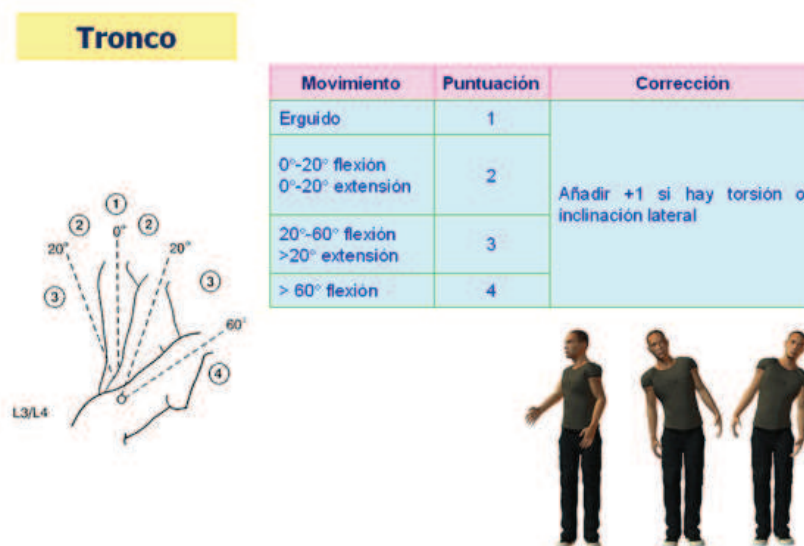 Tronco
Movimiento Puntuación Corrección
Erguido 1
0°-20° flexión
0°-20° extensión
2
Añadir +1 si hay torsión o
inclinación lateral
20°-60° flexión
>20° extensión
3
> 60° flexión 4
1
2 0° 2
20° 20°
3 3
60°
4
L3/L4